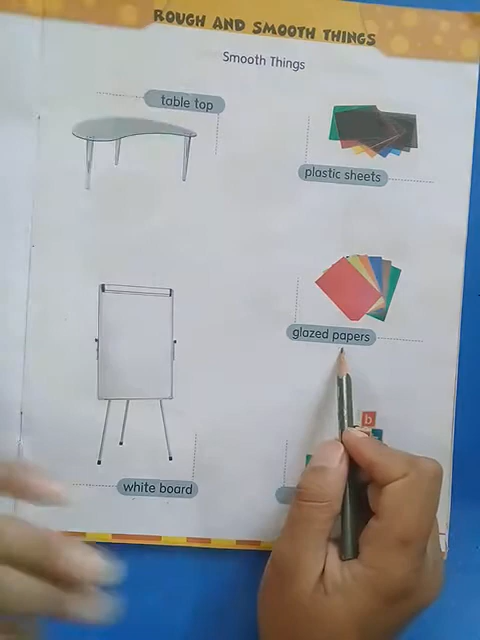 ROUGH AND SMOOTH THINGS
Smooth Things
table top
plastic sheets
glazed papers
b
white board